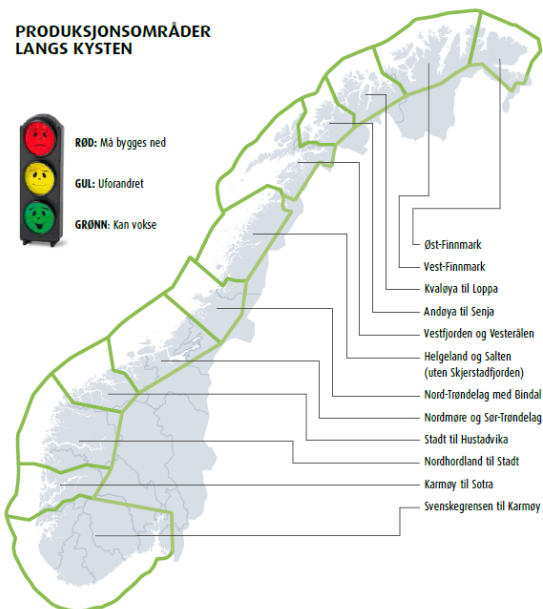 PRODUKSJONSOMRÅDER
LANGS KYSTEN
RØD: Må bygges ned
GUL: Uforandret
GRØNN: Kan vokse
Øst-Finnmark
Vest-Finnmark
Kvaløya til Loppa
Andøya til Senja
Vestfjorden og Vesterålen
Helgeland og Salten
(uten Skjerstadfjorden)
Nord-Trøndelag med Bindal
Nordmøre og Sør-Trøndelag
Stadt til Hustadvika
Nordhordland til Stadt
Karmøy til Sotra
Svenskegrensen til Karmøy